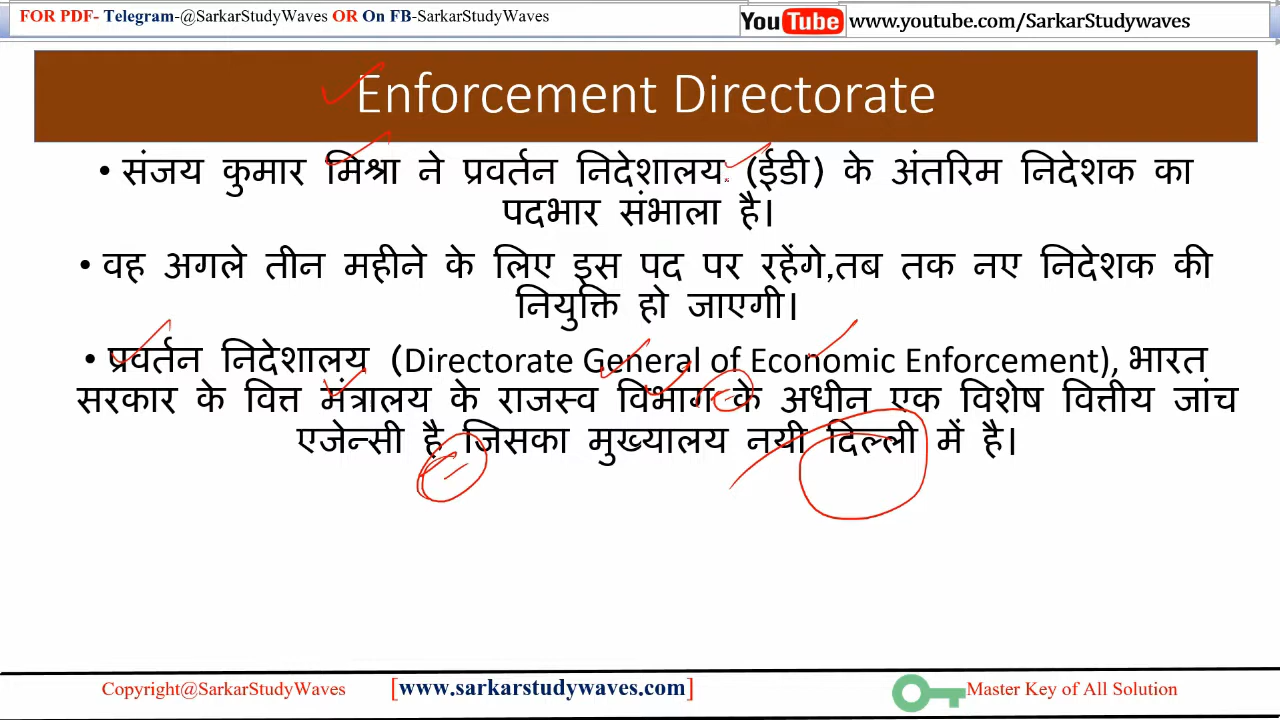 FOR PDF- Telegram-@SarkarStudyWaves OR On FB-SarkarStudyWaves
YouTube www.youtube.com/SarkarStudywaves
Enforcement Directorate
• संजय कुमार मिश्रा ने प्रवर्तन निदेशालय (ईडी) के अंतरिम निदेशक का
पदभार संभाला है।
• वह अगले तीन महीने के लिए इस पद पर रहेंगे,तब तक नए निदेशक की
नियुक्ति हो जाएगी।
• प्रवर्तन निदेशालय (Directorate General of Economic Enforcement), भारत
सरकार के वित्त मंत्रालय के राजस्व विभाग के अधीन एक विशेष वित्तीय जांच
एजेन्सी है जिसका मुख्यालय नयी दिल्ली में है।
Copyright@SarkarStudyWaves [www.sarkarstudywaves.com] Master Key of All Solution